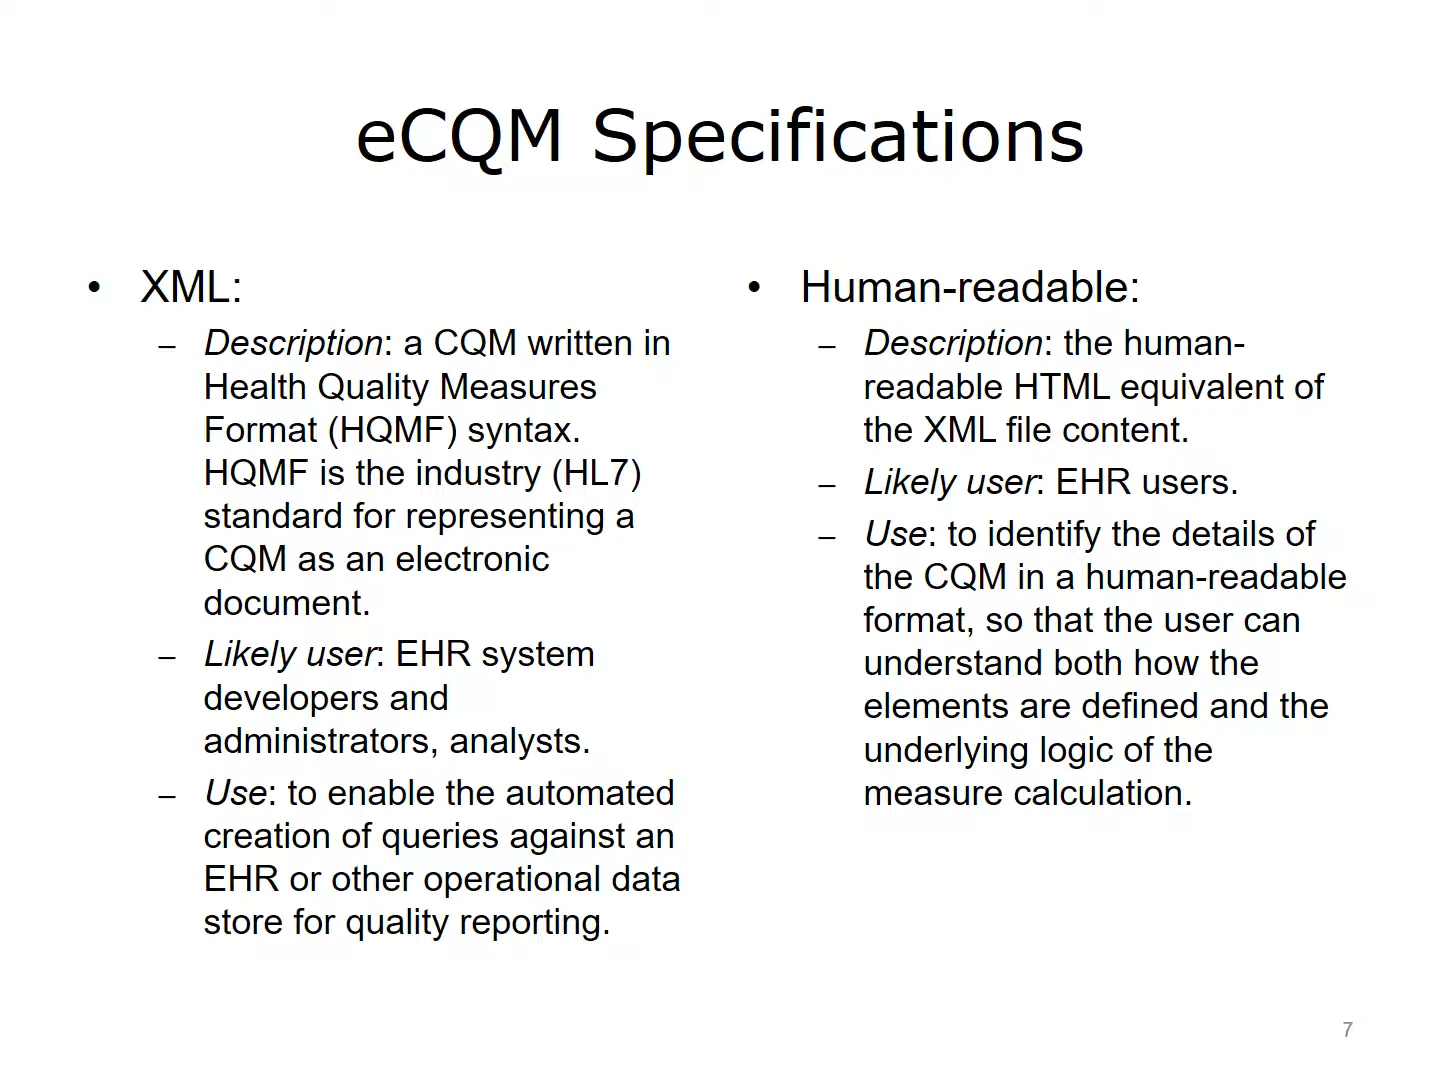 eCQM Specifications
• XML:
– Description: a CQM written in
Health Quality Measures
Format (HQMF) syntax.
HQMF is the industry (HL7)
standard for representing a
CQM as an electronic
document.
– Likely user: EHR system
developers and
administrators, analysts.
– Use: to enable the automated
creation of queries against an
EHR or other operational data
store for quality reporting.
• Human-readable:
– Description: the human-
readable HTML equivalent of
the XML file content.
– Likely user: EHR users.
– Use: to identify the details of
the CQM in a human-readable
format, so that the user can
understand both how the
elements are defined and the
underlying logic of the
measure calculation.
7